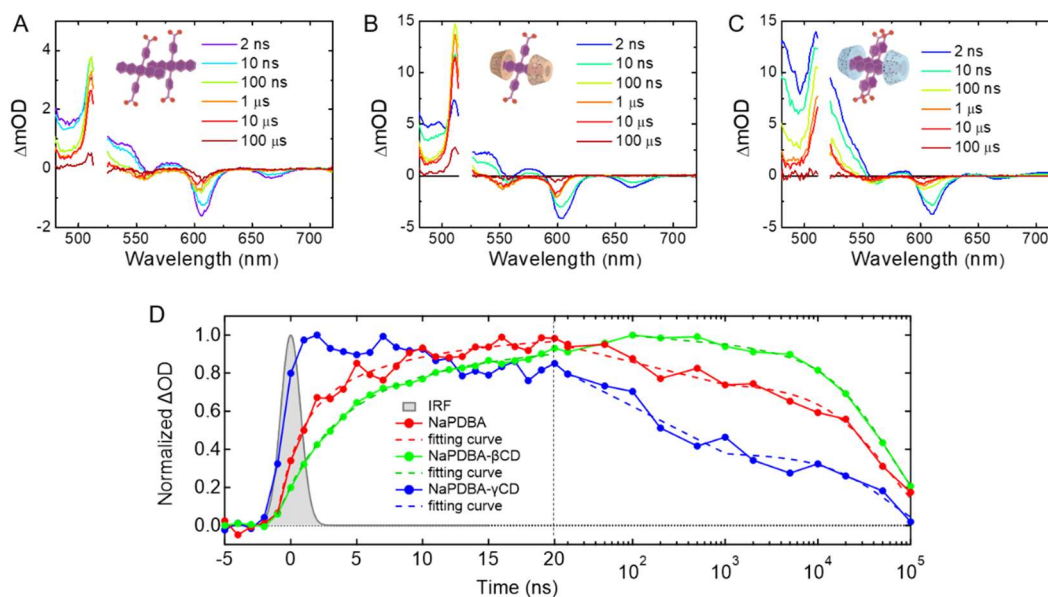 A
B
C
4
2
0
-2
ΔmOD
2 ns
10 ns
100 ns
1 μs
10 μs
100 μs
500
550
600
650
700
Wavelength (nm)
15
10
5
0
-5
ΔmOD
2 ns
10 ns
100 ns
1 μs
10 μs
100 μs
500
550
600
650
700
Wavelength (nm)
15
10
5
0
-5
ΔmOD
2 ns
10 ns
100 ns
1 μs
10 μs
100 μs
500
550
600
650
700
Wavelength (nm)
D
1.0
0.8
0.6
0.4
0.2
0.0
Normalized ΔOD
IRF
NaPDBA
fitting curve
NaPDBA-βCD
fitting curve
NaPDBA-γCD
fitting curve
-5
0
5
10
15
20
10²
10³
10⁴
10⁵
Time (ns)